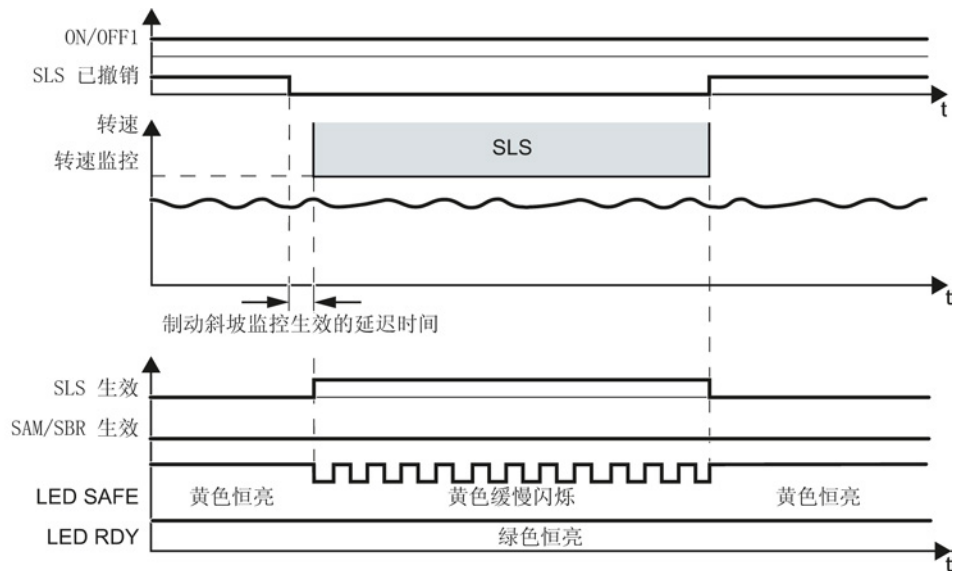 ON/OFF1
SLS 已撤销
t
转速
转速监控
SLS
t
制动斜坡监控生效的延迟时间
SLS 生效
SAM/SBR 生效
LED SAFE
黄色恒亮
黄色缓慢闪烁
黄色恒亮
LED RDY
绿色恒亮
t